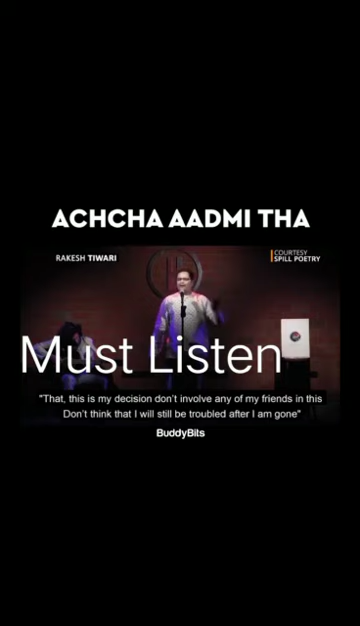 ACHCHA AADMI THA
RAKESH TIWARI
COURTESY
SPILL POETRY
Must Listen
"That, this is my decision don't involve any of my friends in this
Don't think that I will still be troubled after I am gone"
BuddyBits